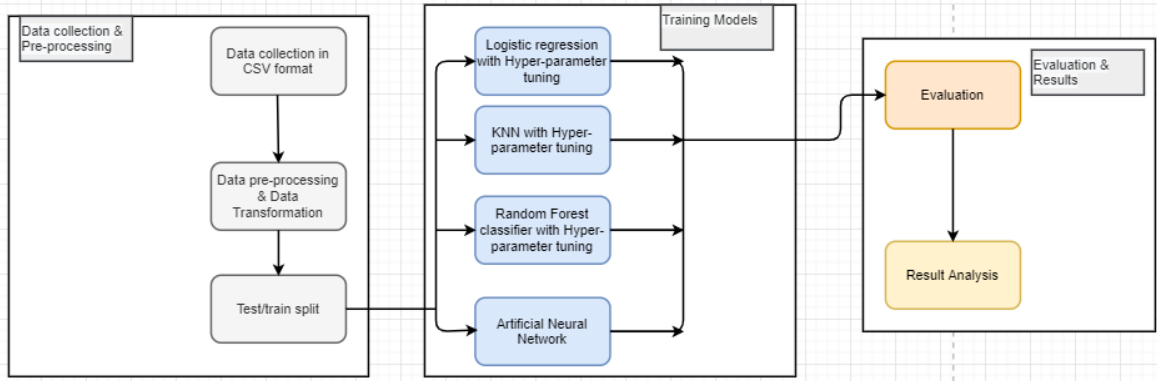 Data collection &
Pre-processing
Data collection in
CSV format
Data pre-processing
& Data
Transformation
Test/train split
Training Models
Logistic regression
with Hyper-parameter
tuning
KNN with Hyper-
parameter tuning
Random Forest
classifier with Hyper-
parameter tuning
Artificial Neural
Network
Evaluation &
Results
Evaluation
Result Analysis